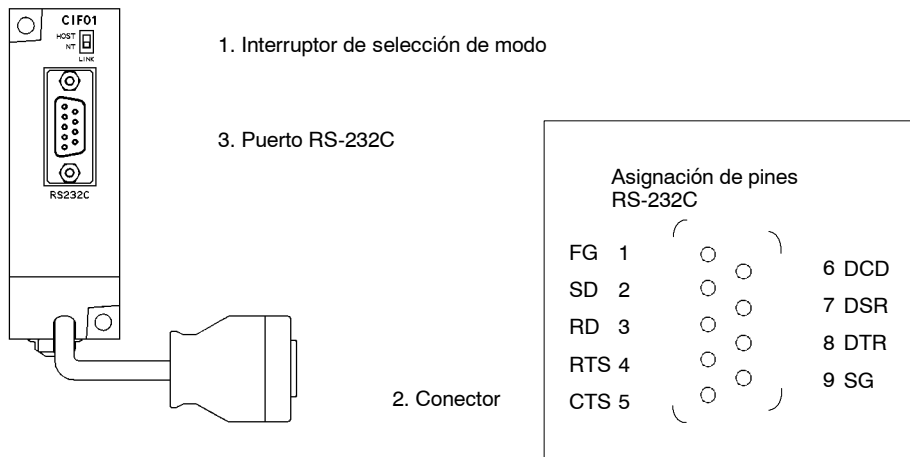 CIF01
HOST
NT
LINK
RS232C
1. Interruptor de selección de modo
3. Puerto RS-232C
2. Conector
Asignación de pines
RS-232C
FG 1
SD 2
RD 3
RTS 4
CTS 5
6 DCD
7 DSR
8 DTR
9 SG